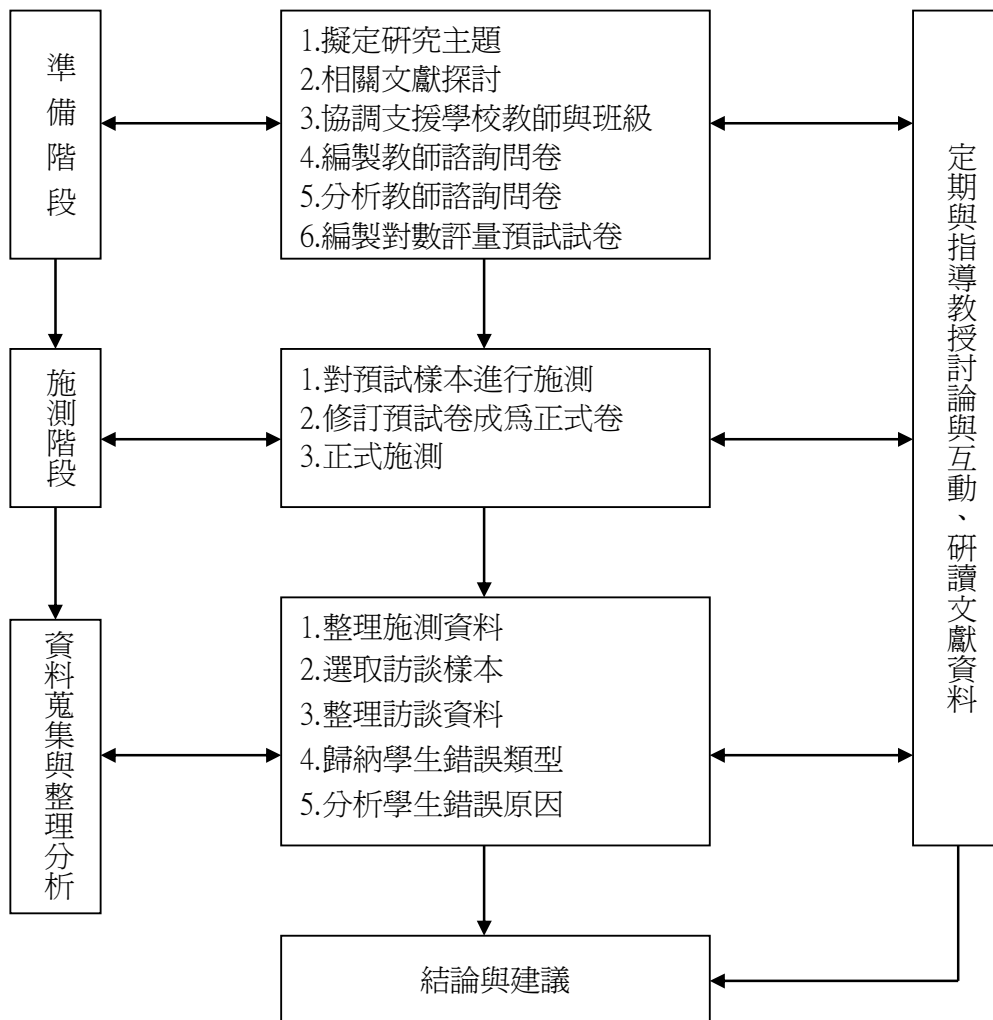 準備階段
1.擬定研究主題
2.相關文獻探討
3.協調支援學校教師與班級
4.編製教師諮詢問卷
5.分析教師諮詢問卷
6.編製對數評量預試試卷
施測階段
1.對預試樣本進行施測
2.修訂預試卷成為正式卷
3.正式施測
資料蒐集與整理分析
1.整理施測資料
2.選取訪談樣本
3.整理訪談資料
4.歸納學生錯誤類型
5.分析學生錯誤原因
定期與指導教授討論與互動、研讀文獻資料
結論與建議